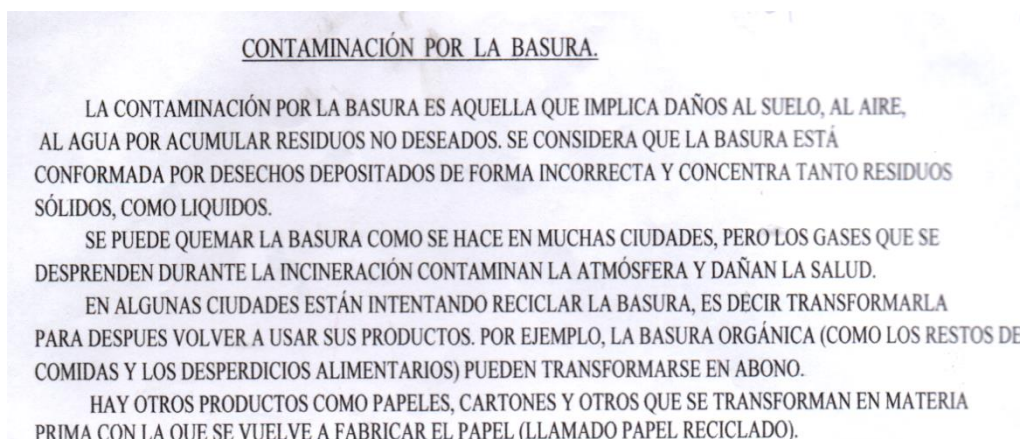 CONTAMINACIÓN POR LA BASURA.
LA CONTAMINACIÓN POR LA BASURA ES AQUELLA QUE IMPLICA DAÑOS AL SUELO, AL AIRE,
AL AGUA POR ACUMULAR RESIDUOS NO DESEADOS. SE CONSIDERA QUE LA BASURA ESTÁ
CONFORMADA POR DESECHOS DEPOSITADOS DE FORMA INCORRECTA Y CONCENTRA TANTO RESIDUOS
SÓLIDOS, COMO LIQUIDOS.
SE PUEDE QUEMAR LA BASURA COMO SE HACE EN MUCHAS CIUDADES, PERO LOS GASES QUE SE
DESPRENDEN DURANTE LA INCINERACIÓN CONTAMINAN LA ATMÓSFERA Y DAÑAN LA SALUD.
EN ALGUNAS CIUDADES ESTÁN INTENTANDO RECICLAR LA BASURA, ES DECIR TRANSFORMARLA
PARA DESPUES VOLVER A USAR SUS PRODUCTOS. POR EJEMPLO, LA BASURA ORGÁNICA (COMO LOS RESTOS DE
COMIDAS Y LOS DESPERDICIOS ALIMENTARIOS) PUEDEN TRANSFORMARSE EN ABONO.
HAY OTROS PRODUCTOS COMO PAPELES, CARTONES Y OTROS QUE SE TRANSFORMAN EN MATERIA
PRIMA CON LA QUE SE VUELVE A FABRICAR EL PAPEL (LLAMADO PAPEL RECICLADO).